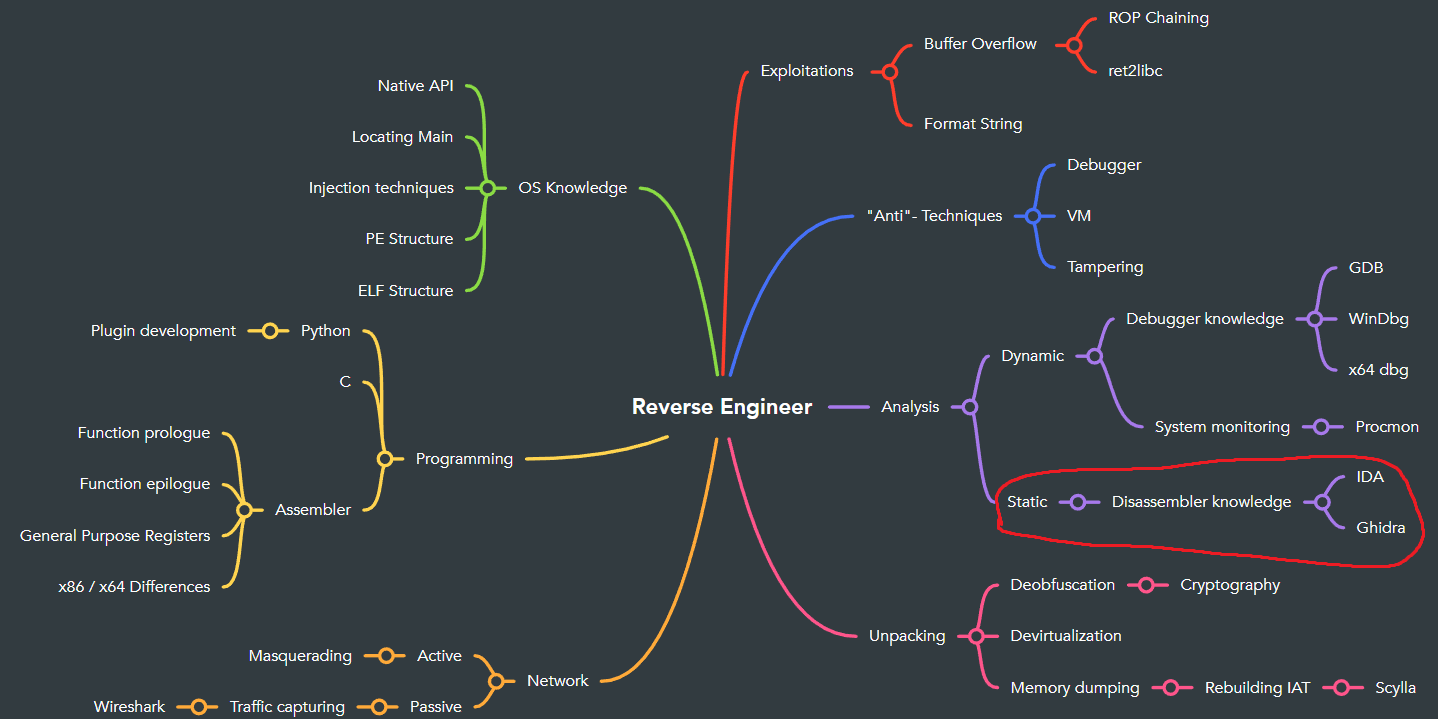 Reverse Engineer
Exploitations
Buffer Overflow
ROP Chaining
ret2libc
Format String
"Anti"- Techniques
Debugger
VM
Tampering
Analysis
Dynamic
Debugger knowledge
GDB
WinDbg
x64 dbg
System monitoring
Procmon
Static
Disassembler knowledge
IDA
Ghidra
Unpacking
Deobfuscation
Cryptography
Devirtualization
Memory dumping
Rebuilding IAT
Scylla
OS Knowledge
Native API
Locating Main
Injection techniques
PE Structure
ELF Structure
Programming
Python
Plugin development
C
Assembler
Function prologue
Function epilogue
General Purpose Registers
x86 / x64 Differences
Network
Active
Masquerading
Passive
Traffic capturing
Wireshark